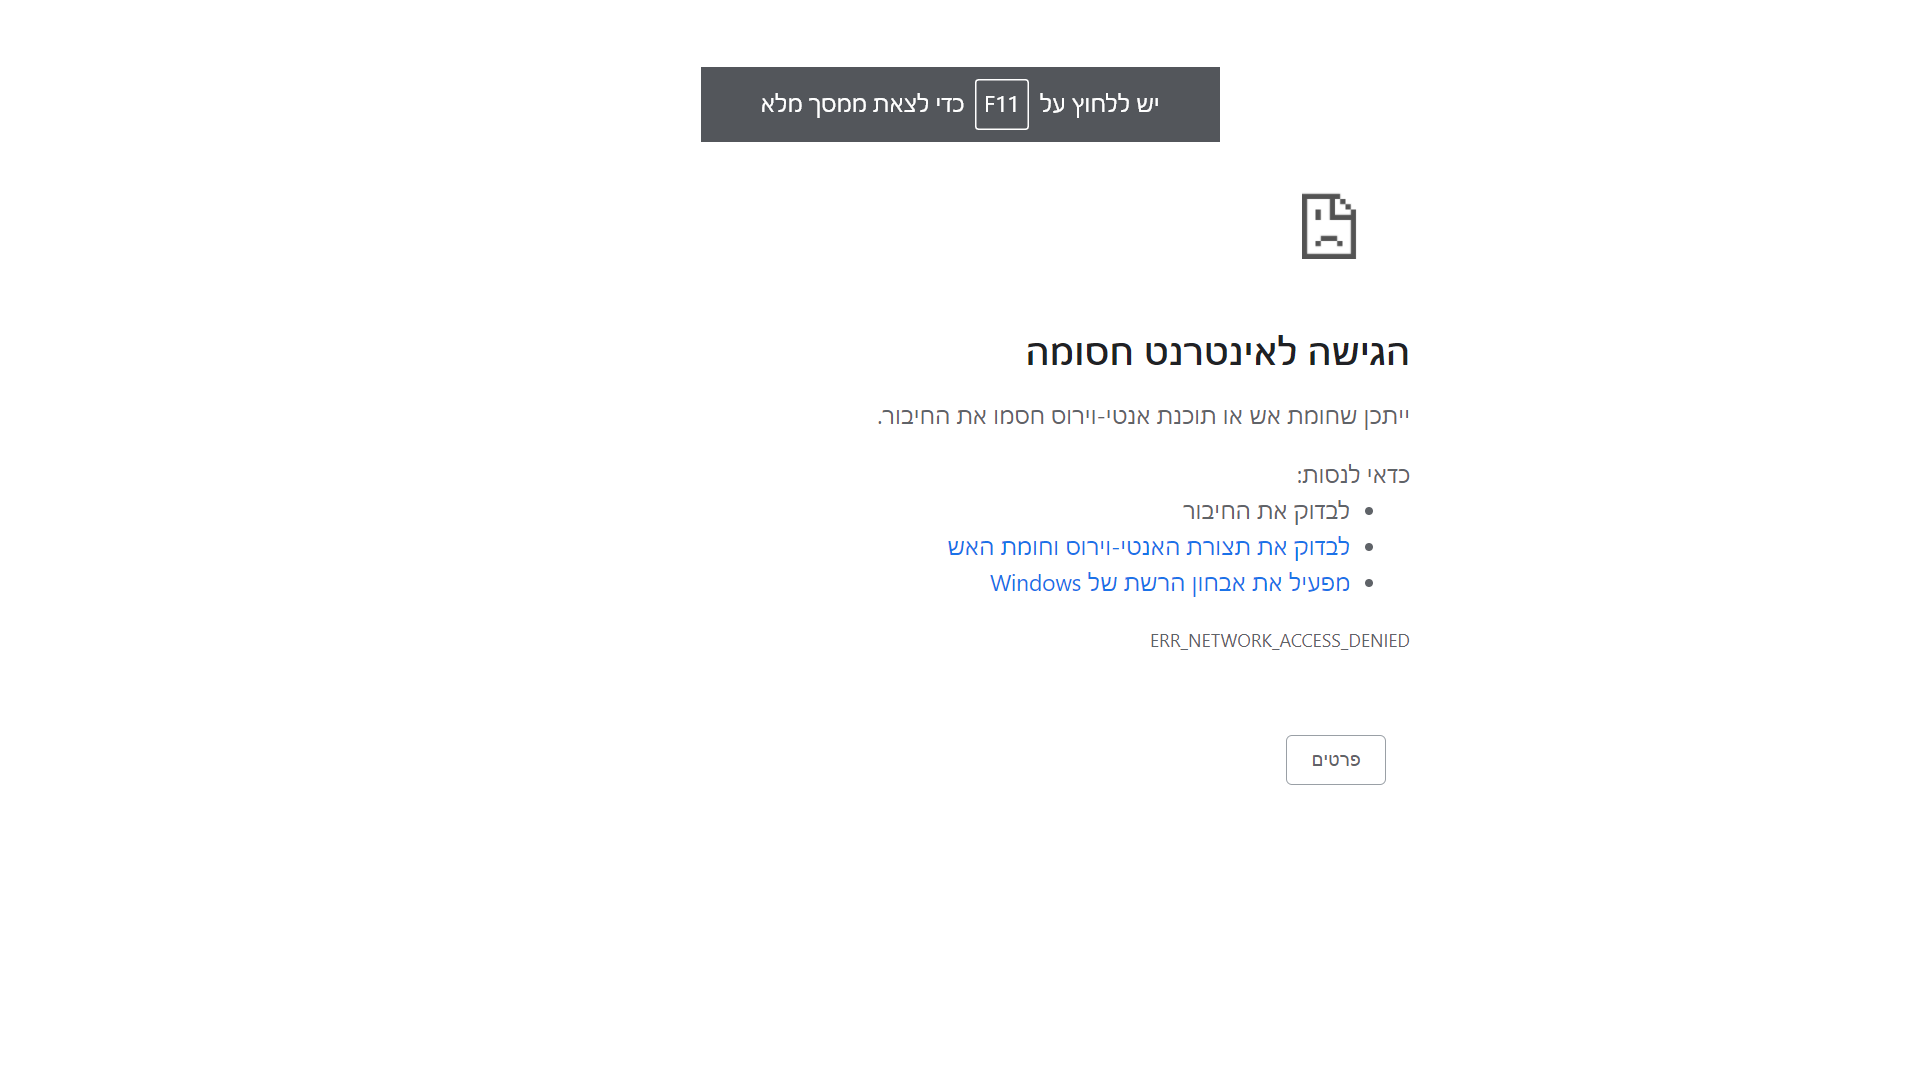 יש ללחוץ על F11 כדי לצאת ממסך מלא
הגישה לאינטרנט חסומה
ייתכן שחומת אש או תוכנת אנטי-וירוס חסמו את החיבור.
כדאי לנסות:
לבדוק את החיבור
לבדוק את תצורת האנטי-וירוס וחומת האש
מפעיל את אבחון הרשת של Windows
ERR_NETWORK_ACCESS_DENIED
פרטים